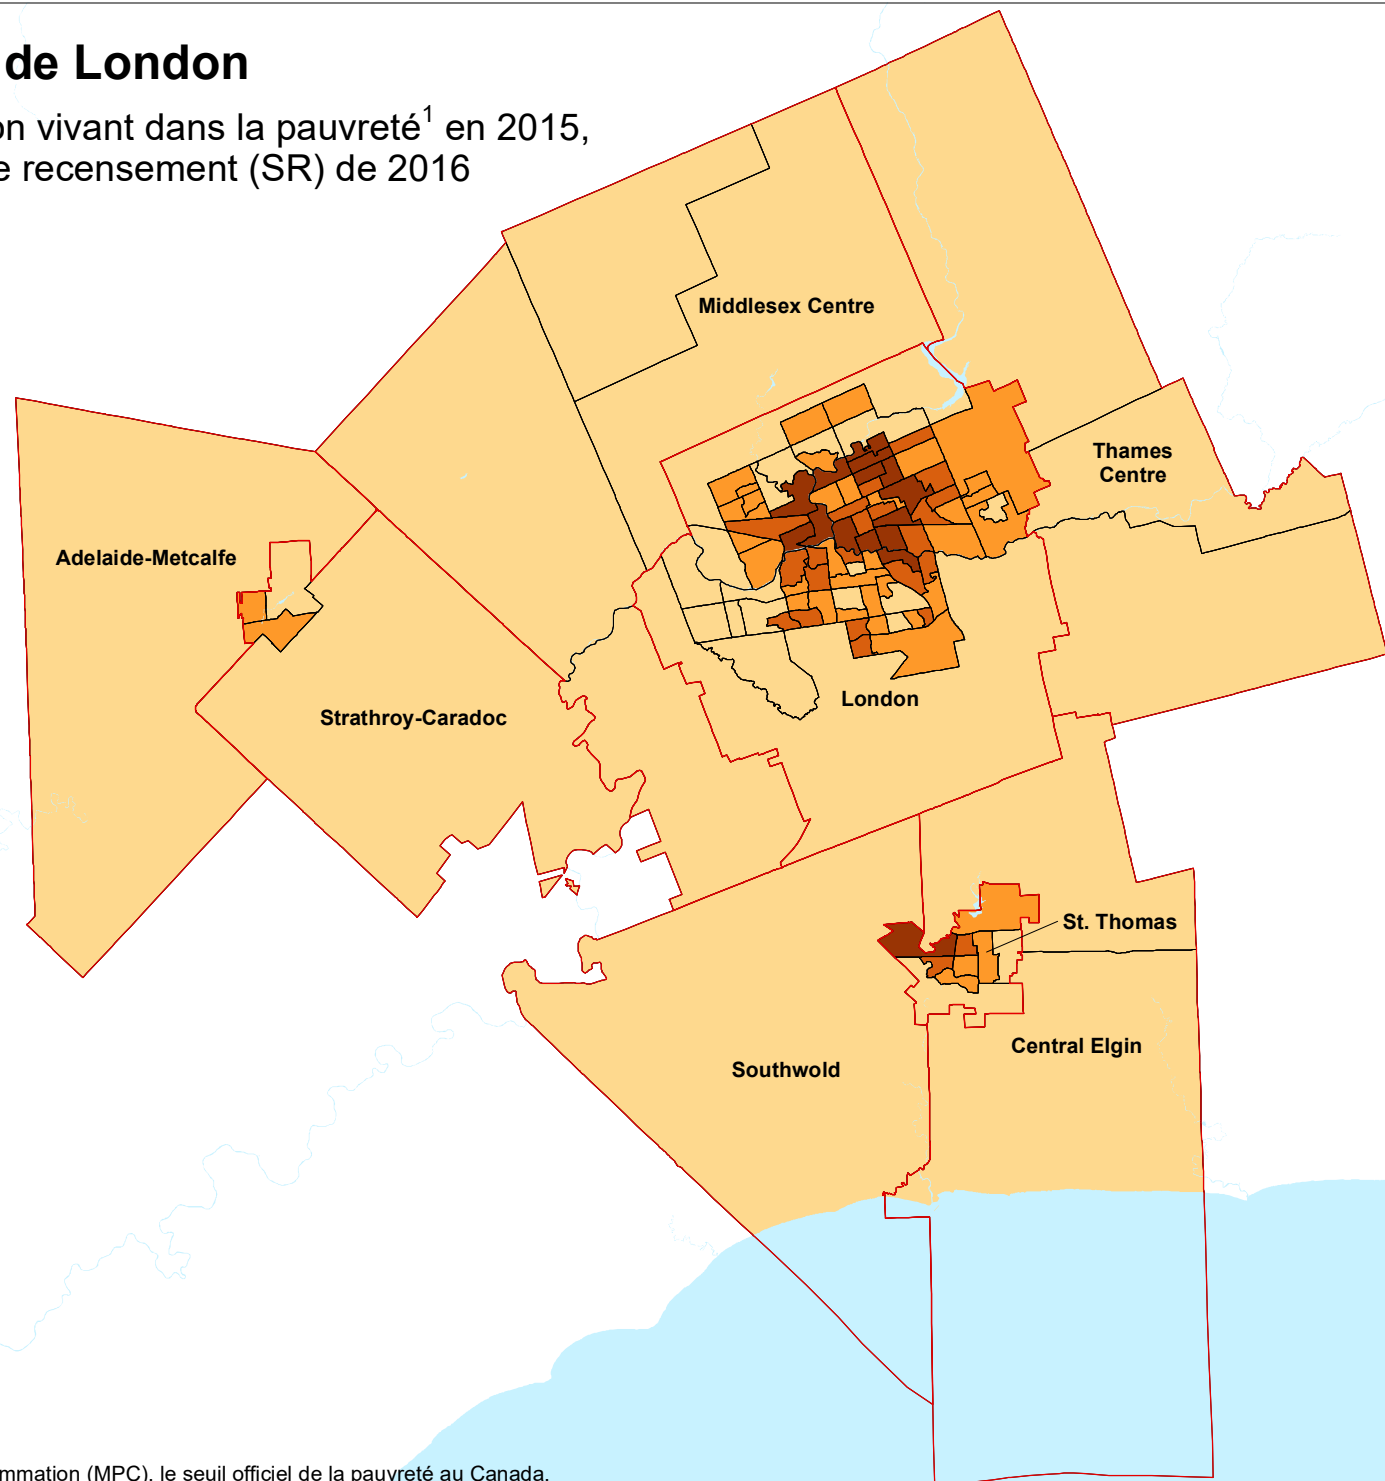 de London
on vivant dans la pauvreté¹ en 2015,
e recensement (SR) de 2016
Middlesex Centre
Thames
Centre
Adelaide-Metcalfe
Strathroy-Caradoc
London
St. Thomas
Central Elgin
Southwold
mmation (MPC), le seuil officiel de la pauvreté au Canada.